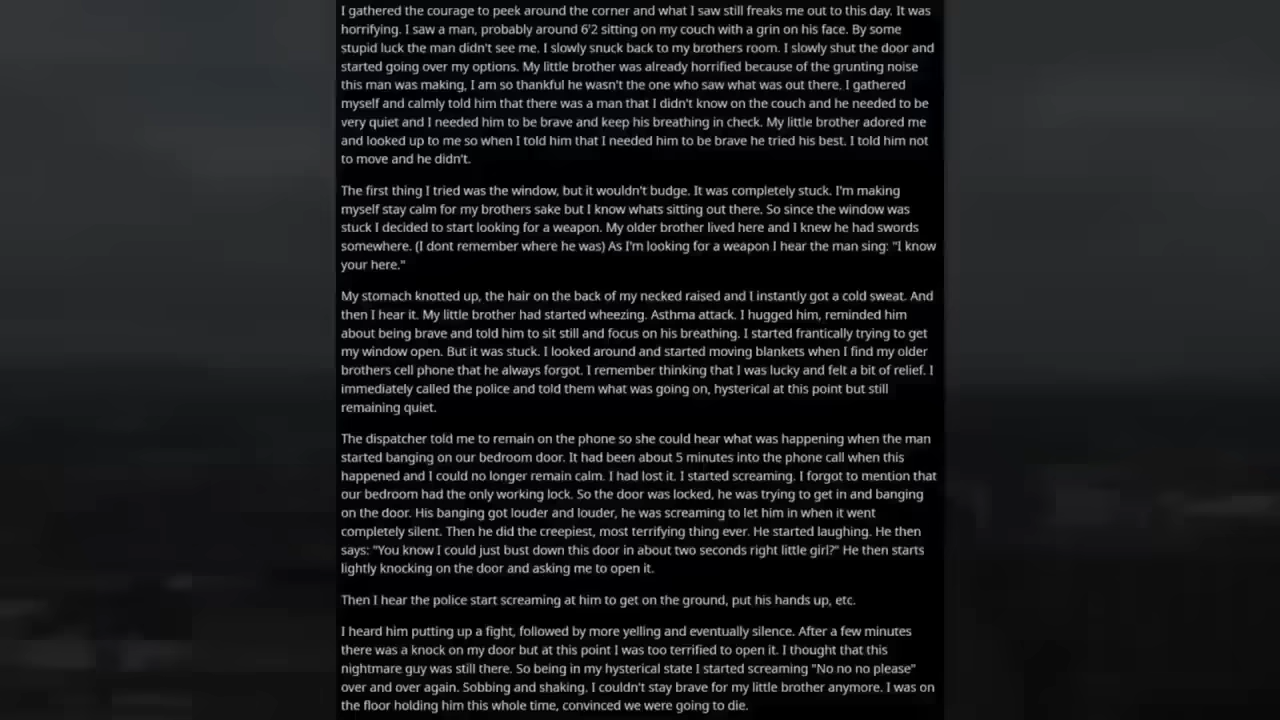 I gathered the courage to peek around the corner and what I saw still freaks me out to this day. It was
horrifying. I saw a man, probably around 6'2 sitting on my couch with a grin on his face. By some
stupid luck the man didn't see me. I slowly snuck back to my brothers room. I slowly shut the door and
started going over my options. My little brother was already horrified because of the grunting noise
this man was making, I am so thankful he wasn't the one who saw what was out there. I gathered
myself and calmly told him that there was a man that I didn't know on the couch and he needed to be
very quiet and I needed him to be brave and keep his breathing in check. My little brother adored me
and looked up to me so when I told him that I needed him to be brave he tried his best. I told him not
to move and he didn't.
The first thing I tried was the window, but it wouldn't budge. It was completely stuck. I'm making
myself stay calm for my brothers sake but I know whats sitting out there. So since the window was
stuck I decided to start looking for a weapon. My older brother lived here and I knew he had swords
somewhere. (I dont remember where he was) As I'm looking for a weapon I hear the man sing: "I know
your here."
My stomach knotted up, the hair on the back of my necked raised and I instantly got a cold sweat. And
then I hear it. My little brother had started wheezing. Asthma attack. I hugged him, reminded him
about being brave and told him to sit still and focus on his breathing. I started frantically trying to get
my window open. But it was stuck. I looked around and started moving blankets when I find my older
brothers cell phone that he always forgot. I remember thinking that I was lucky and felt a bit of relief. I
immediately called the police and told them what was going on, hysterical at this point but still
remaining quiet.
The dispatcher told me to remain on the phone so she could hear what was happening when the man
started banging on our bedroom door. It had been about 5 minutes into the phone call when this
happened and I could no longer remain calm. I had lost it. I started screaming. I forgot to mention that
our bedroom had the only working lock. So the door was locked, he was trying to get in and banging
on the door. His banging got louder and louder, he was screaming to let him in when it went
completely silent. Then he did the creepiest, most terrifying thing ever. He started laughing. He then
says: "You know I could just bust down this door in about two seconds right little girl?" He then starts
lightly knocking on the door and asking me to open it.
Then I hear the police start screaming at him to get on the ground, put his hands up, etc.
I heard him putting up a fight, followed by more yelling and eventually silence. After a few minutes
there was a knock on my door but at this point I was too terrified to open it. I thought that this
nightmare guy was still there. So being in my hysterical state I started screaming "No no no please"
over and over again. Sobbing and shaking. I couldn't stay brave for my little brother anymore. I was on
the floor holding him this whole time, convinced we were going to die.